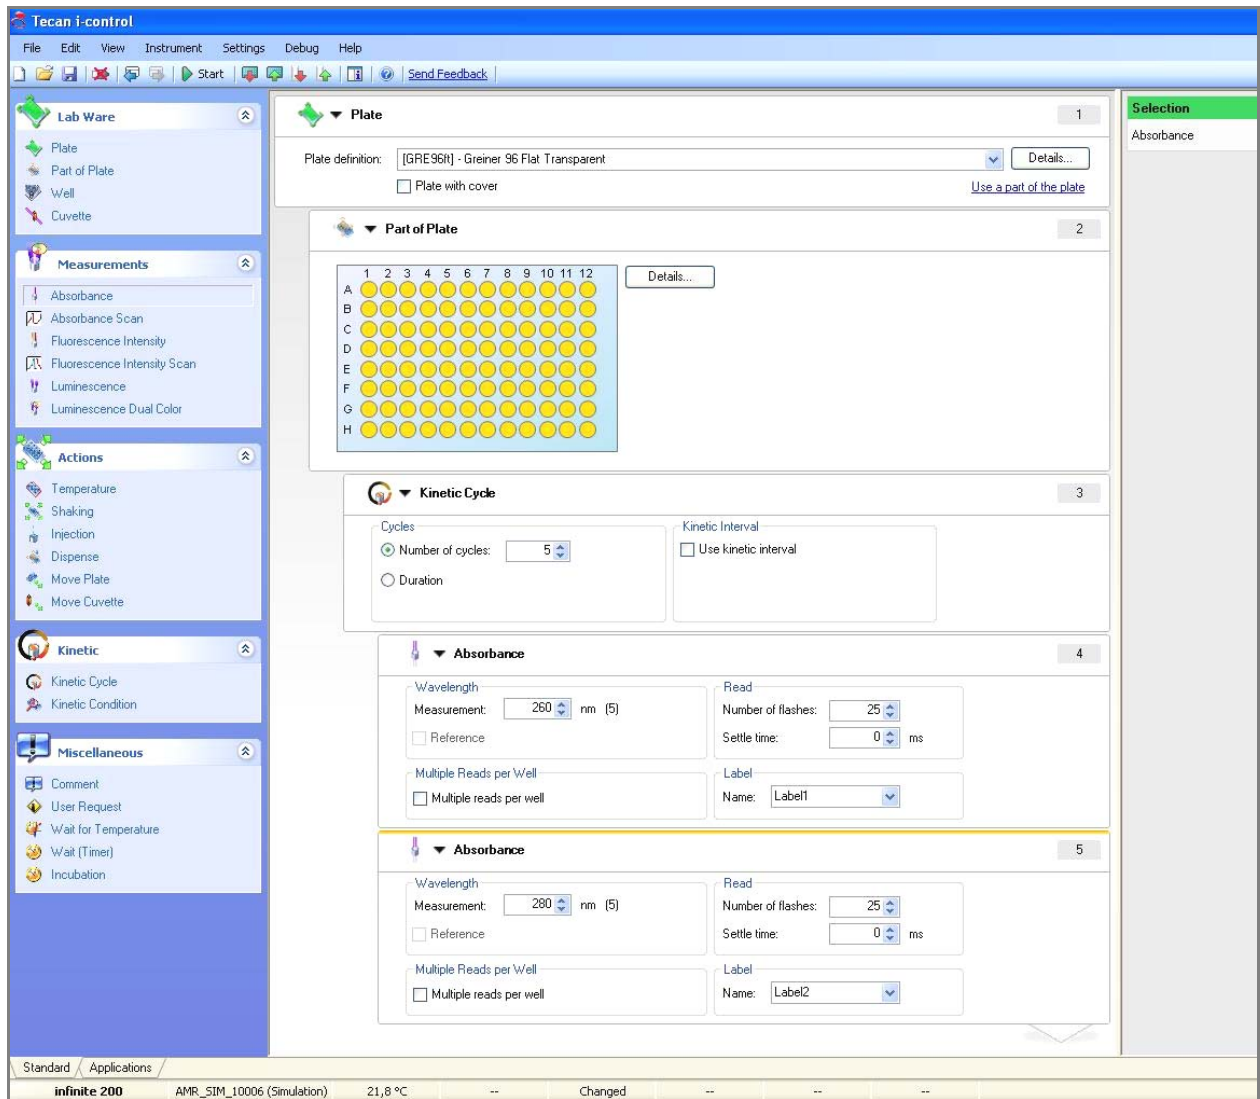 Tecan i-control
File Edit View Instrument Settings Debug Help
Start Send Feedback
Lab Ware
Plate
Part of Plate
Well
Cuvette
Measurements
Absorbance
Absorbance Scan
Fluorescence Intensity
Fluorescence Intensity Scan
Luminescence
Luminescence Dual Color
Actions
Temperature
Shaking
Injection
Dispense
Move Plate
Move Cuvette
Kinetic
Kinetic Cycle
Kinetic Condition
Miscellaneous
Comment
User Request
Wait for Temperature
Wait (Timer)
Incubation
Plate 1
Plate definition: [GRE96ft] - Greiner 96 Flat Transparent Details...
Plate with cover Use a part of the plate
Part of Plate 2
1 2 3 4 5 6 7 8 9 10 11 12
Details...
A
B
C
D
E
F
G
H
Kinetic Cycle 3
Cycles Kinetic Interval
Number of cycles: 5 Use kinetic interval
Duration
Absorbance 4
Wavelength Read
Measurement: 260 nm (5) Number of flashes: 25
Reference Settle time: 0 ms
Multiple Reads per Well Label
Multiple reads per well Name: Label1
Absorbance 5
Wavelength Read
Measurement: 280 nm (5) Number of flashes: 25
Reference Settle time: 0 ms
Multiple Reads per Well Label
Multiple reads per well Name: Label2
Selection
Absorbance
Standard Applications
infinite 200 AMR_SIM_10006 (Simulation) 21,8 °C -- Changed -- -- --